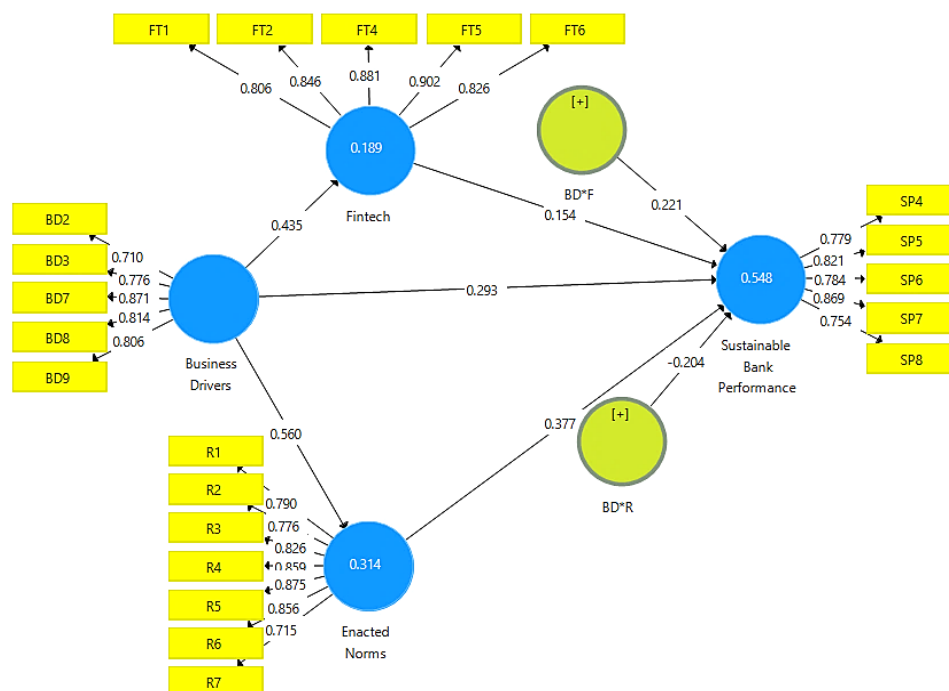 FT1 FT2 FT4 FT5 FT6
0.806 0.846 0.881 0.902 0.826
[+]
0.189
BD*F
Fintech
BD2
BD3
BD7
BD8
BD9
0.710
0.776
0.871
0.814
0.806
0.435
0.154
0.221
0.293
Business
Drivers
SP4
SP5
SP6
SP7
SP8
0.779
0.821
0.784
0.869
0.754
0.548
Sustainable
Bank
Performance
-0.204
0.377
[+]
BD*R
0.560
R1
R2
R3
R4
R5
R6
R7
0.790
0.776
0.826
0.859
0.875
0.856
0.715
0.314
Enacted
Norms